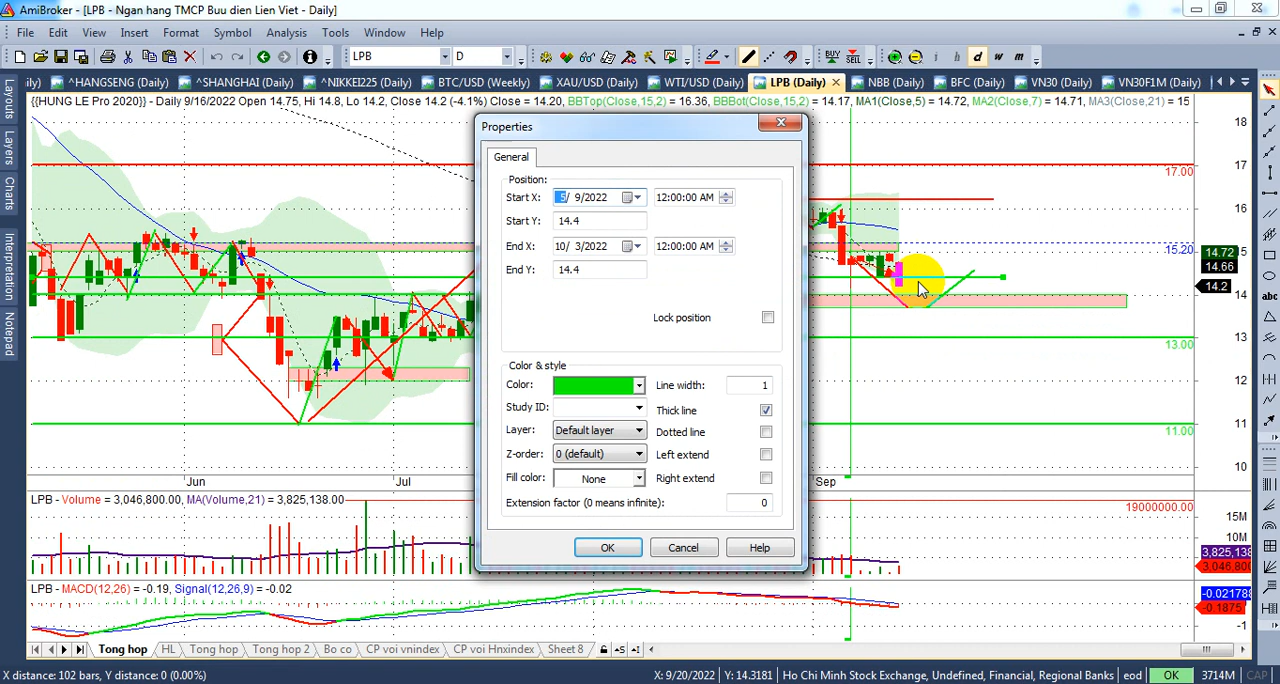 AmiBroker - [LPB - Ngan hang TMCP Buu dien Lien Viet - Daily]
File Edit View Insert Format Symbol Analysis Tools Window Help
LPB D BUY SELL i h d w m
ily) ^HANGSENG (Daily) ^SHANGHAI (Daily) ^NIKKEI225 (Daily) BTC/USD (Weekly) XAU/USD (Daily) WTI/USD (Daily) LPB (Daily) NBB (Daily) BFC (Daily) VN30 (Daily) VN30F1M (Daily)
{{HUNG LE Pro 2020}} - Daily 9/16/2022 Open 14.75, Hi 14.8, Lo 14.2, Close 14.2 (-4.1%) Close = 14.20, BBTop(Close,15,2) = 16.36, BBBot(Close,15,2) = 14.17, MA1(Close,5) = 14.72, MA2(Close,7) = 14.71, MA3(Close,21) = 15
Layouts
Layers
Charts
Interpretation
Notepad
Properties
General
Position:
Start X: 5/ 9/2022 12:00:00 AM
Start Y: 14.4
End X: 10/ 3/2022 12:00:00 AM
End Y: 14.4
Lock position
Color & style
Color: Line width: 1
Study ID: Thick line
Layer: Default layer Dotted line
Z-order: 0 (default) Left extend
Fill color: None Right extend
Extension factor (0 means infinite): 0
OK Cancel Help
18
17
17.00
16
15.20
15
14.72
14.66
14.2
14
13
13.00
12
11
11.00
10
Jun Jul Sep
LPB - Volume = 3,046,800.00, MA(Volume,21) = 3,825,138.00
19000000.00
15M
10M
3,825,138
3,046,800
LPB - MACD(12,26) = -0.19, Signal(12,26,9) = -0.02
-0.021788
-0.1875
-1
Tong hop HL Tong hop Tong hop 2 Bo co CP voi vnindex CP voi Hnxindex Sheet 8
X distance: 102 bars, Y distance: 0 (0.00%) X: 9/20/2022 Y: 14.3181 Ho Chi Minh Stock Exchange, Undefined, Financial, Regional Banks eod OK 3714M CAP
abc